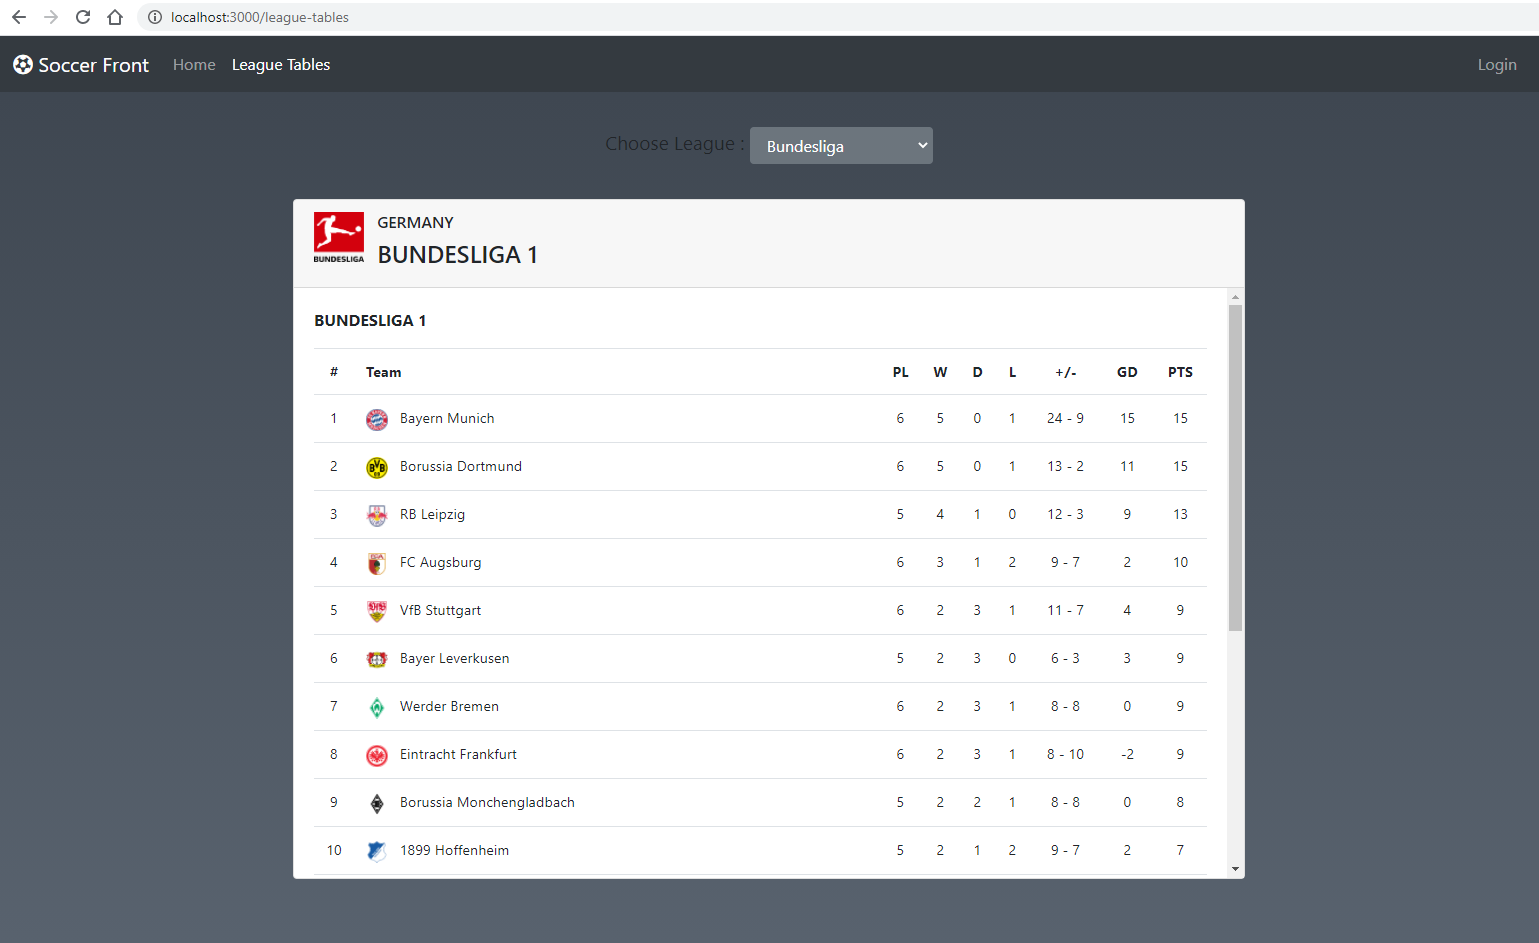 localhost:3000/league-tables
Soccer Front Home League Tables Login
Choose League : Bundesliga
BUNDESLIGA
GERMANY
BUNDESLIGA 1
BUNDESLIGA 1
# Team PL W D L +/- GD PTS
1 Bayern Munich 6 5 0 1 24 - 9 15 15
2 Borussia Dortmund 6 5 0 1 13 - 2 11 15
3 RB Leipzig 5 4 1 0 12 - 3 9 13
4 FC Augsburg 6 3 1 2 9 - 7 2 10
5 VfB Stuttgart 6 2 3 1 11 - 7 4 9
6 Bayer Leverkusen 5 2 3 0 6 - 3 3 9
7 Werder Bremen 6 2 3 1 8 - 8 0 9
8 Eintracht Frankfurt 6 2 3 1 8 - 10 -2 9
9 Borussia Monchengladbach 5 2 2 1 8 - 8 0 8
10 1899 Hoffenheim 5 2 1 2 9 - 7 2 7